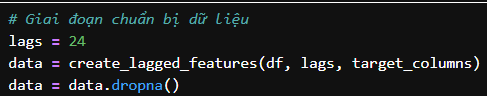 # Giai đoạn chuẩn bị dữ liệu
lags = 24
data = create_lagged_features(df, lags, target_columns)
data = data.dropna()